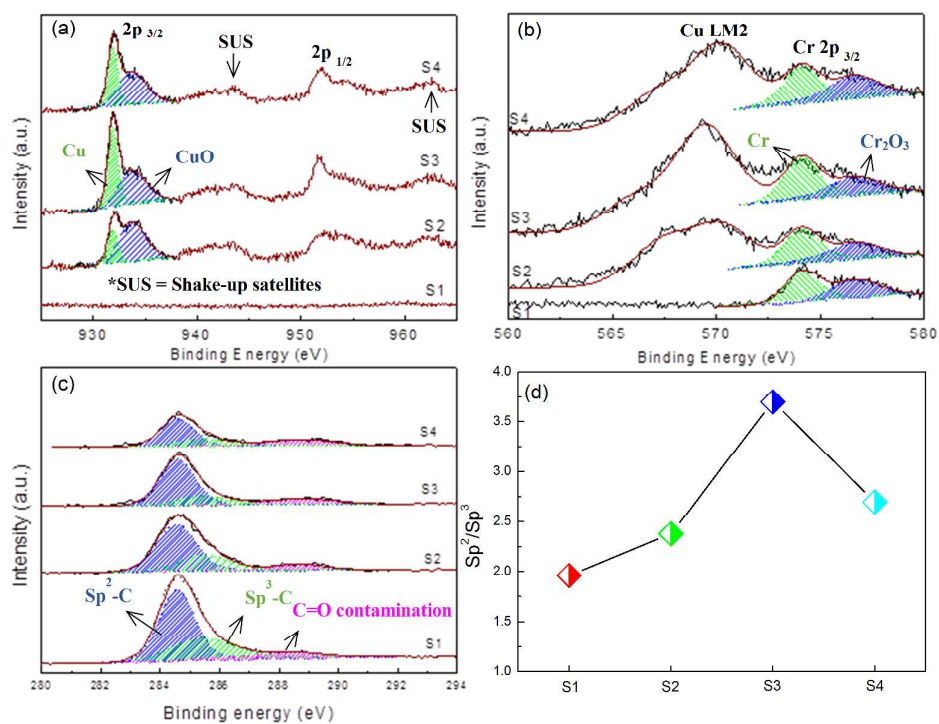 (a)
2p 3/2
SUS
2p 1/2
S4
SUS
Cu
CuO
S3
S2
*SUS = Shake-up satellites
S1
Intensity (a.u.)
930 940 950 960
Binding Energy (eV)
(b)
Cu LM2
Cr 2p 3/2
S4
Cr
Cr2O3
S3
S2
S1
Intensity (a.u.)
560 565 570 575 580
Binding Energy (eV)
(c)
S4
S3
S2
Sp2-C
Sp3-C
C=O contamination
S1
Intensity (a.u.)
280 282 284 286 288 290 292 294
Binding energy (eV)
(d)
4.0
3.5
3.0
2.5
2.0
1.5
1.0
Sp2/Sp3
S1 S2 S3 S4